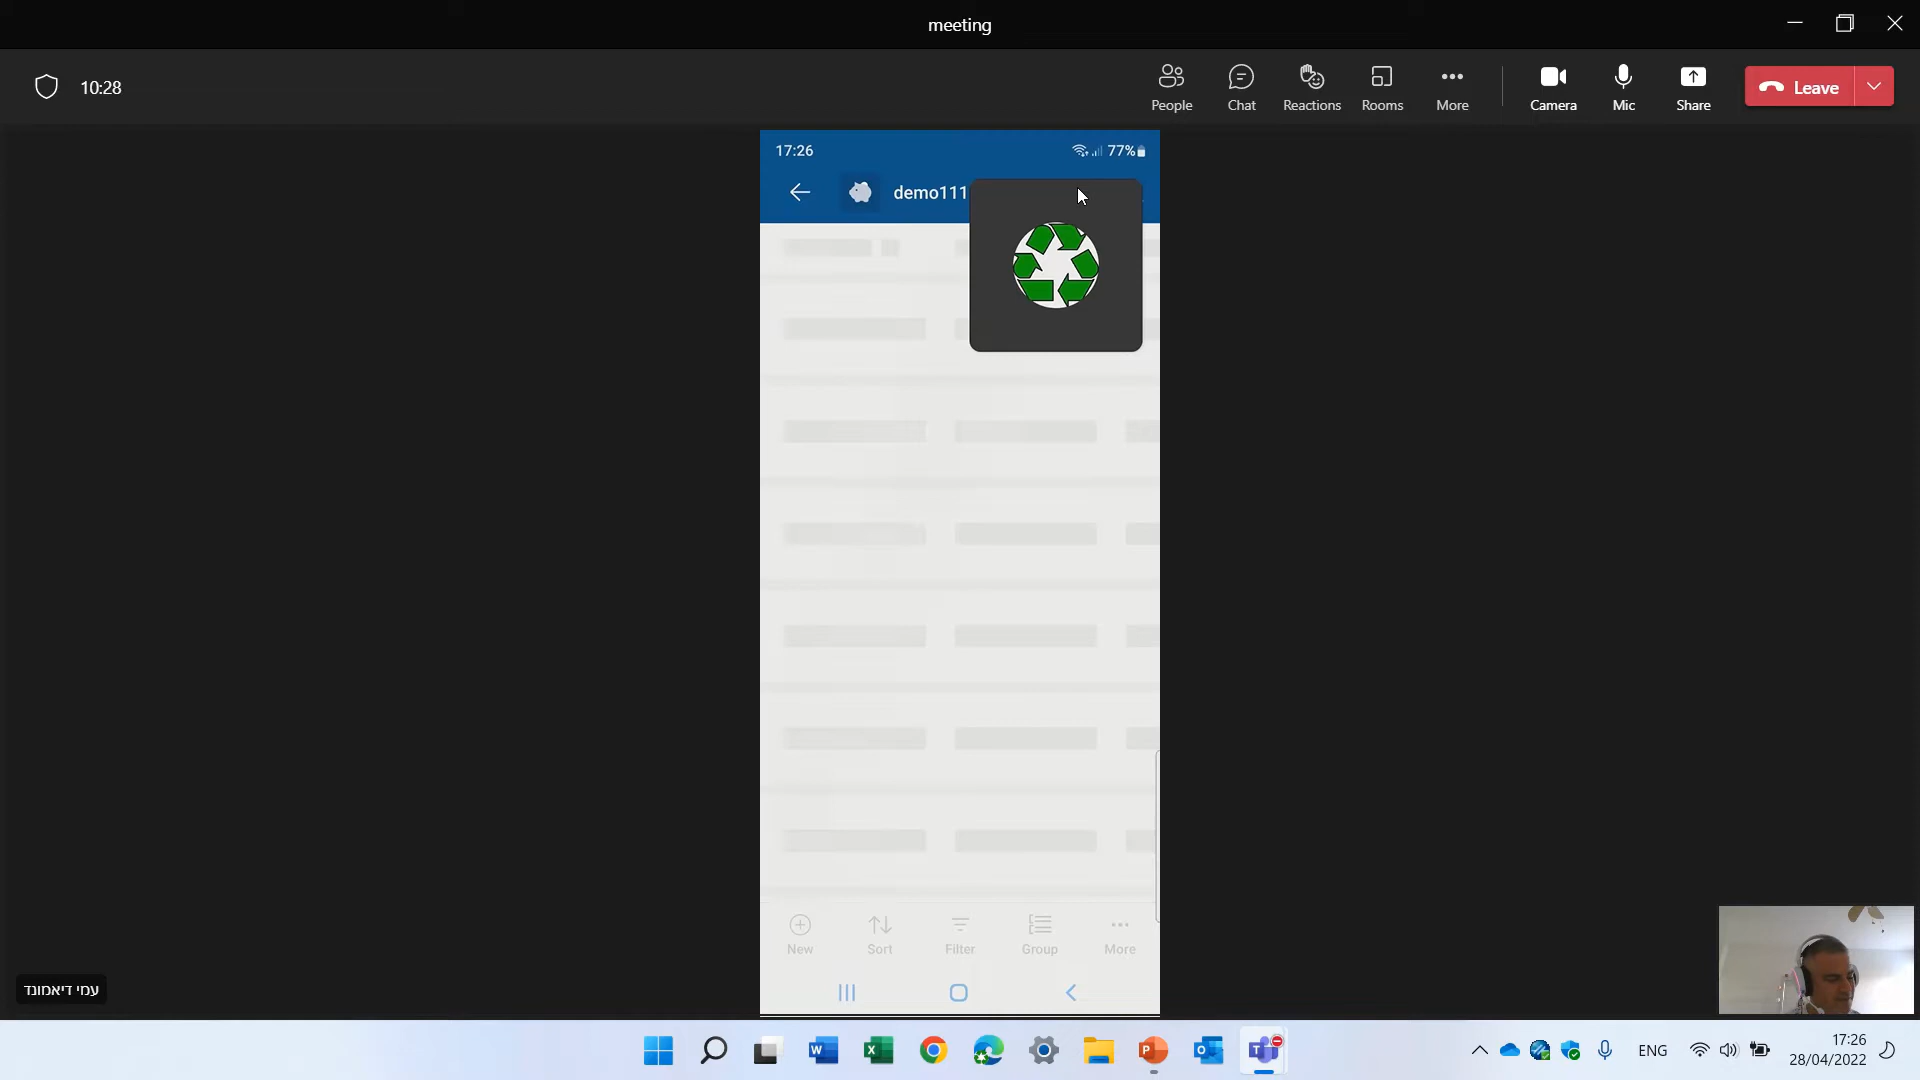 meeting
10:28
People
Chat
Reactions
Rooms
More
Camera
Mic
Share
Leave
17:26
77%
demo111
New
Sort
Filter
Group
More
עמי דיאמונד
ENG
17:26
28/04/2022